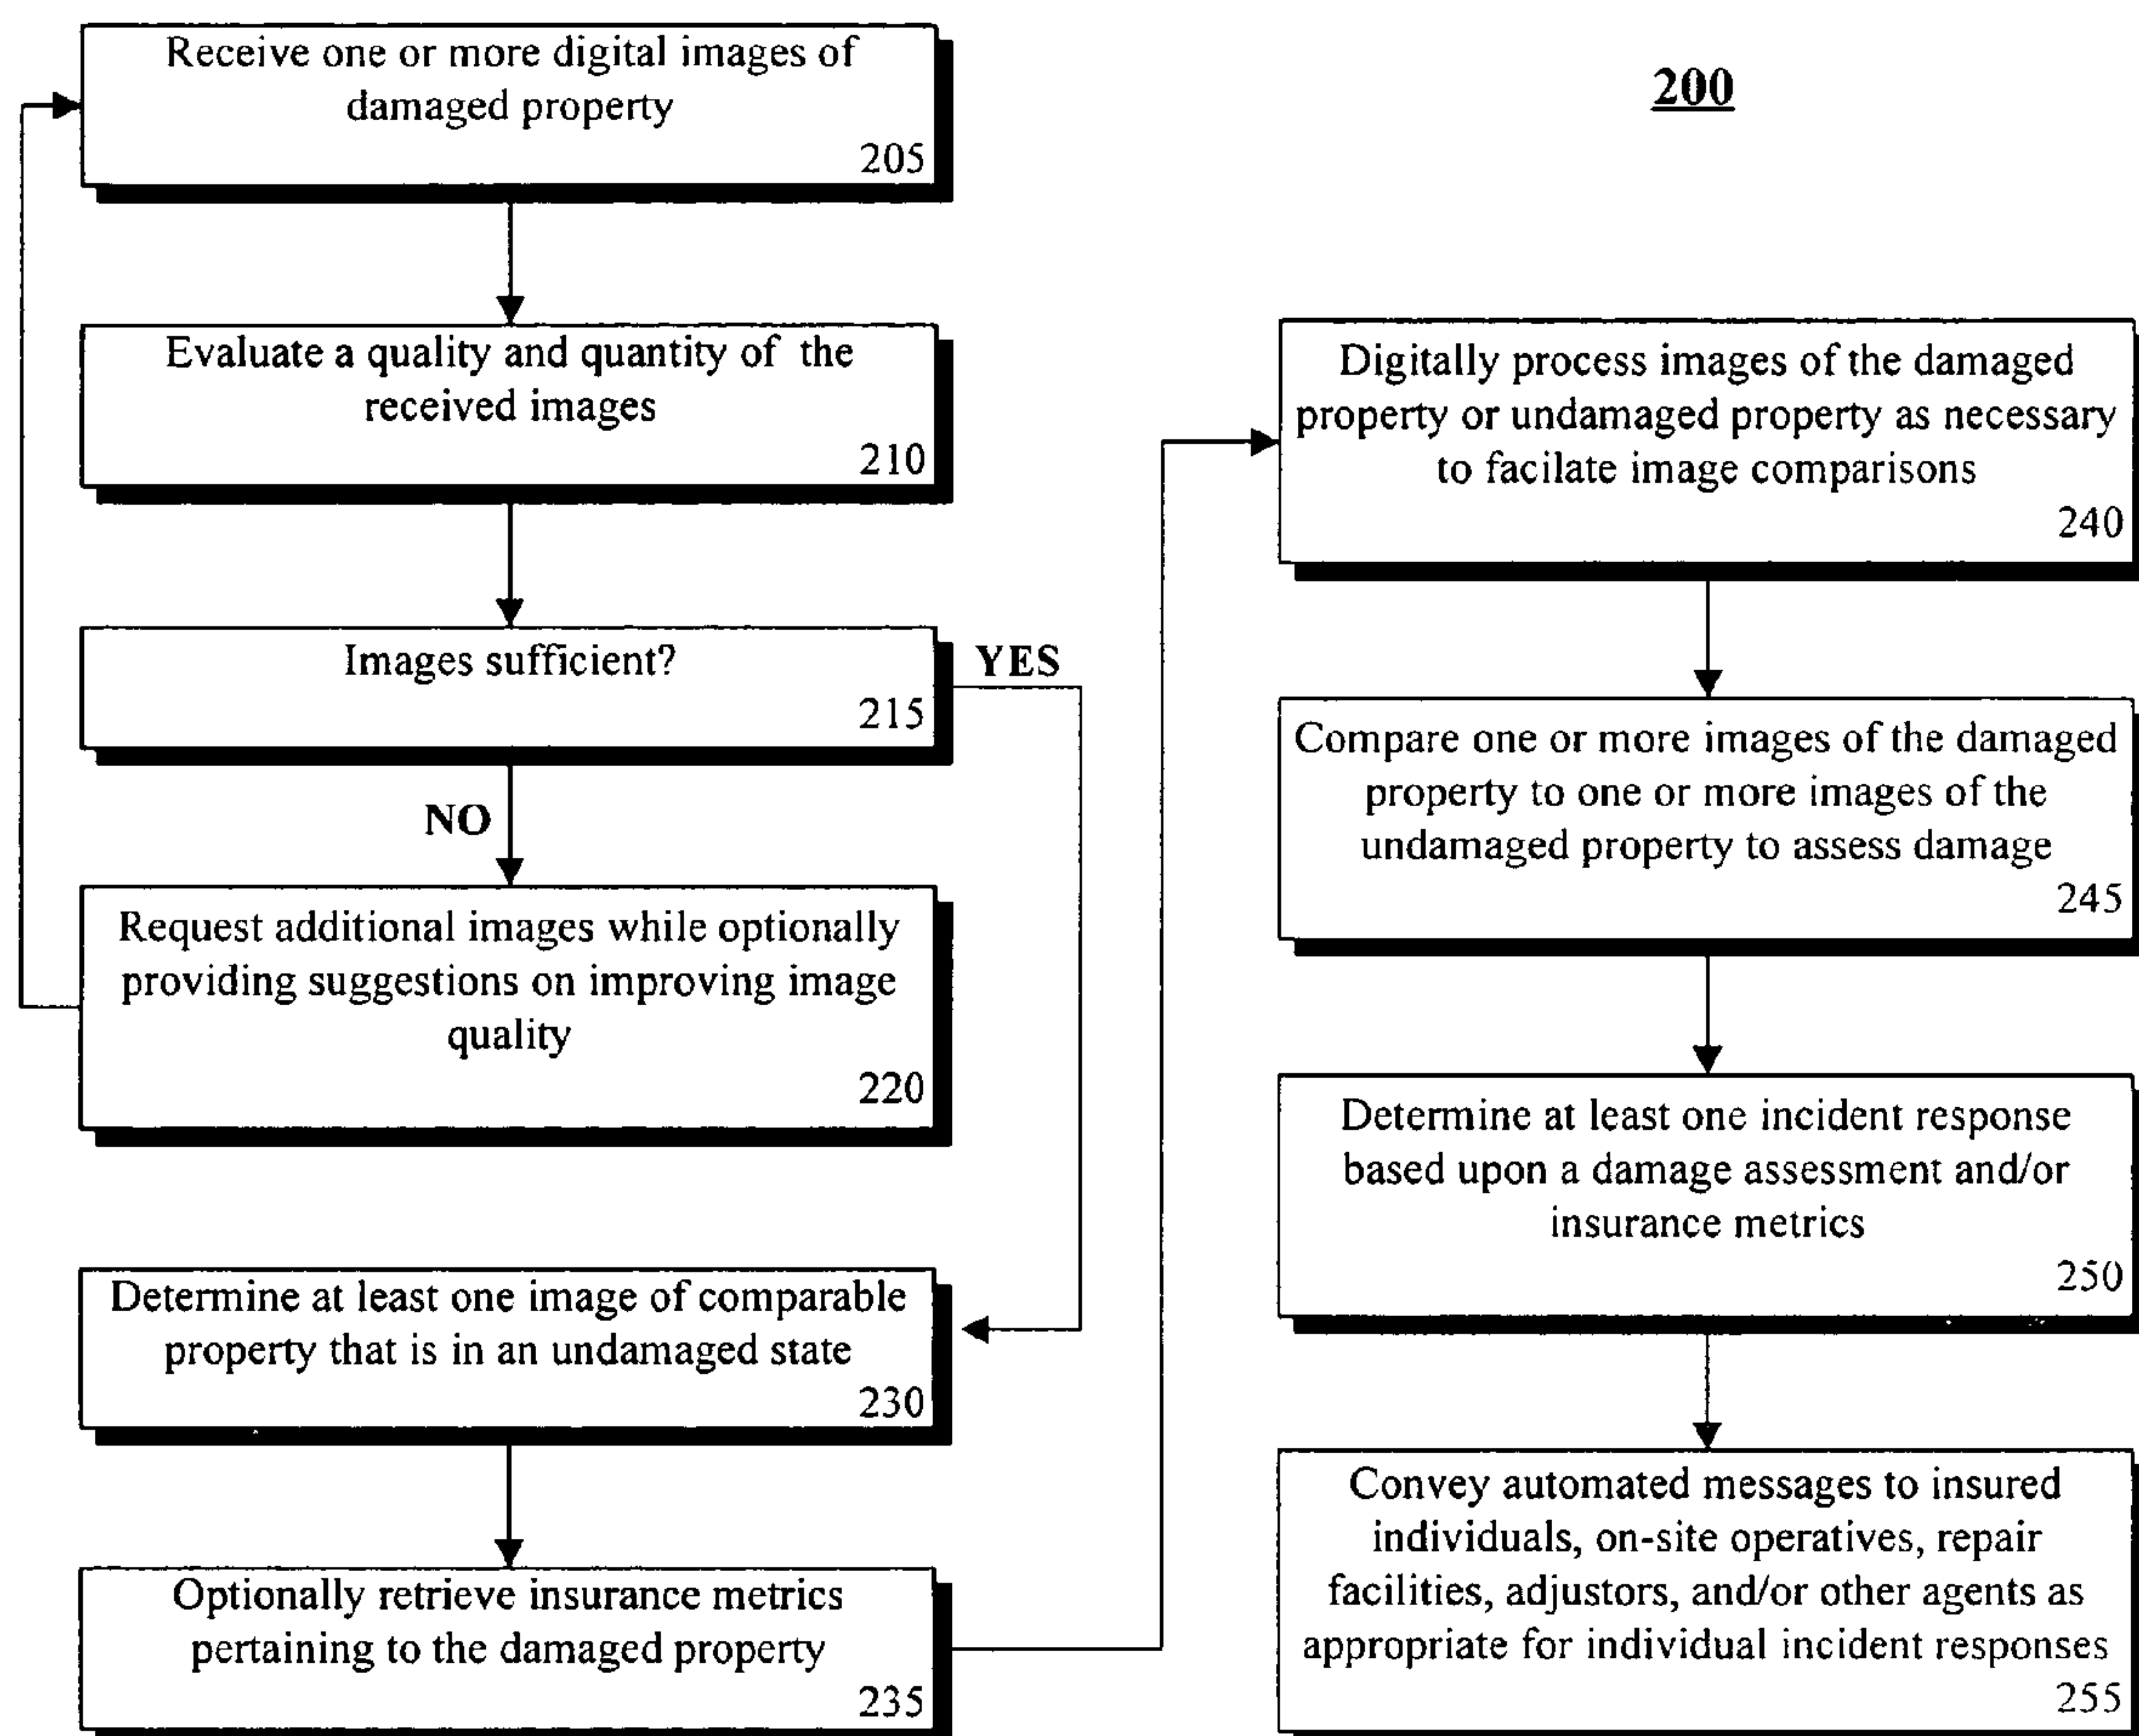 Receive one or more digital images of
damaged property
205
200
Evaluate a quality and quantity of the
received images
210
Images sufficient?
215
YES
NO
Request additional images while optionally
providing suggestions on improving image
quality
220
Determine at least one image of comparable
property that is in an undamaged state
230
Optionally retrieve insurance metrics
pertaining to the damaged property
235
Digitally process images of the damaged
property or undamaged property as necessary
to facilate image comparisons
240
Compare one or more images of the damaged
property to one or more images of the
undamaged property to assess damage
245
Determine at least one incident response
based upon a damage assessment and/or
insurance metrics
250
Convey automated messages to insured
individuals, on-site operatives, repair
facilities, adjustors, and/or other agents as
appropriate for individual incident responses
255